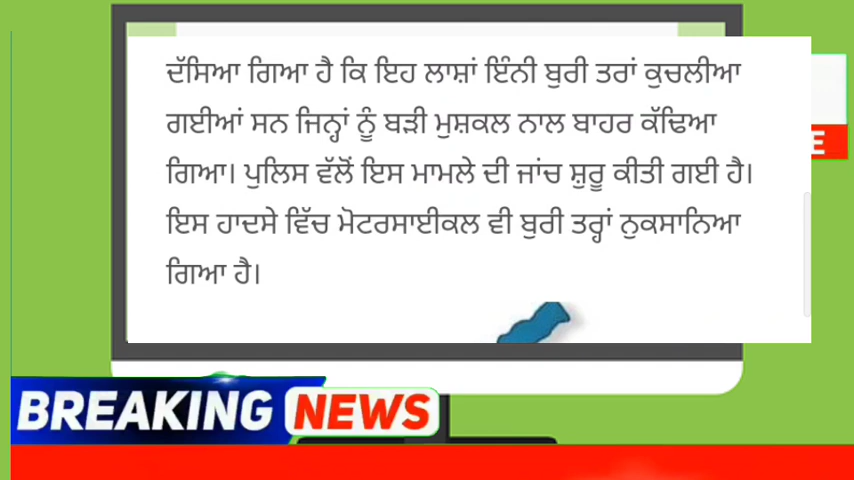 ਦੱਸਿਆ ਗਿਆ ਹੈ ਕਿ ਇਹ ਲਾਸ਼ਾਂ ਇੰਨੀ ਬੁਰੀ ਤਰਾਂ ਕੁਚਲੀਆ
ਗਈਆਂ ਸਨ ਜਿਨ੍ਹਾਂ ਨੂੰ ਬੜੀ ਮੁਸ਼ਕਲ ਨਾਲ ਬਾਹਰ ਕੱਢਿਆ
ਗਿਆ। ਪੁਲਿਸ ਵੱਲੋਂ ਇਸ ਮਾਮਲੇ ਦੀ ਜਾਂਚ ਸ਼ੁਰੂ ਕੀਤੀ ਗਈ ਹੈ।
ਇਸ ਹਾਦਸੇ ਵਿੱਚ ਮੋਟਰਸਾਈਕਲ ਵੀ ਬੁਰੀ ਤਰ੍ਹਾਂ ਨੁਕਸਾਨਿਆ
ਗਿਆ ਹੈ।
BREAKING NEWS